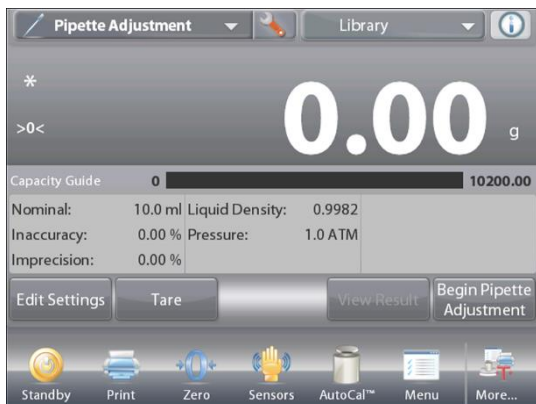 Pipette Adjustment Library
*
0.00 g
>0<
Capacity Guide 0 10200.00
Nominal: 10.0 ml Liquid Density: 0.9982
Inaccuracy: 0.00 % Pressure: 1.0 ATM
Imprecision: 0.00 %
Edit Settings Tare View Result Begin Pipette Adjustment
Standby Print Zero Sensors AutoCal™ Menu More...